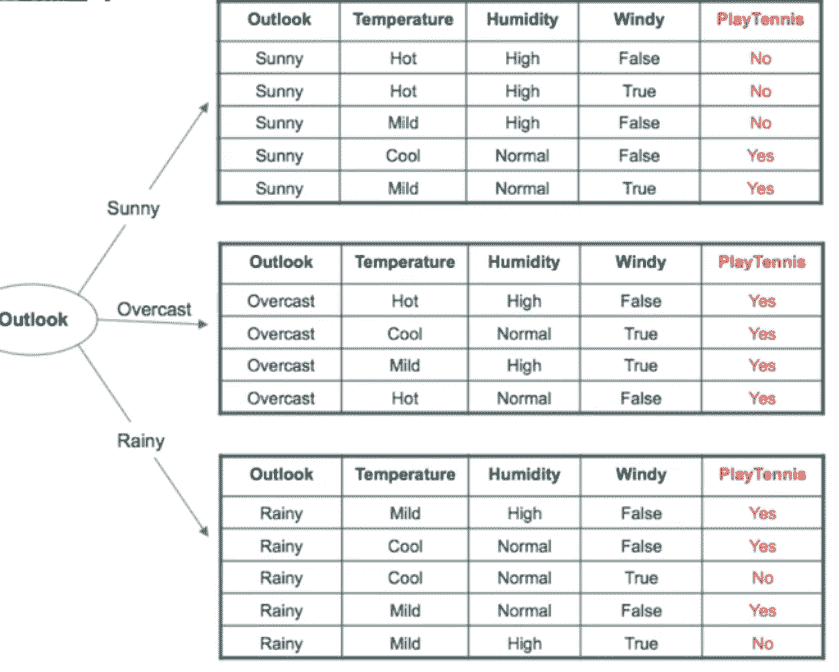 Outlook Temperature Humidity Windy PlayTennis
Sunny Hot High False No
Sunny Hot High True No
Sunny Mild High False No
Sunny Cool Normal False Yes
Sunny Mild Normal True Yes
Sunny
Outlook Temperature Humidity Windy PlayTennis
Overcast Hot High False Yes
Overcast Cool Normal True Yes
Overcast Mild High True Yes
Overcast Hot Normal False Yes
Overcast
Outlook
Rainy
Outlook Temperature Humidity Windy PlayTennis
Rainy Mild High False Yes
Rainy Cool Normal False Yes
Rainy Cool Normal True No
Rainy Mild Normal False Yes
Rainy Mild High True No